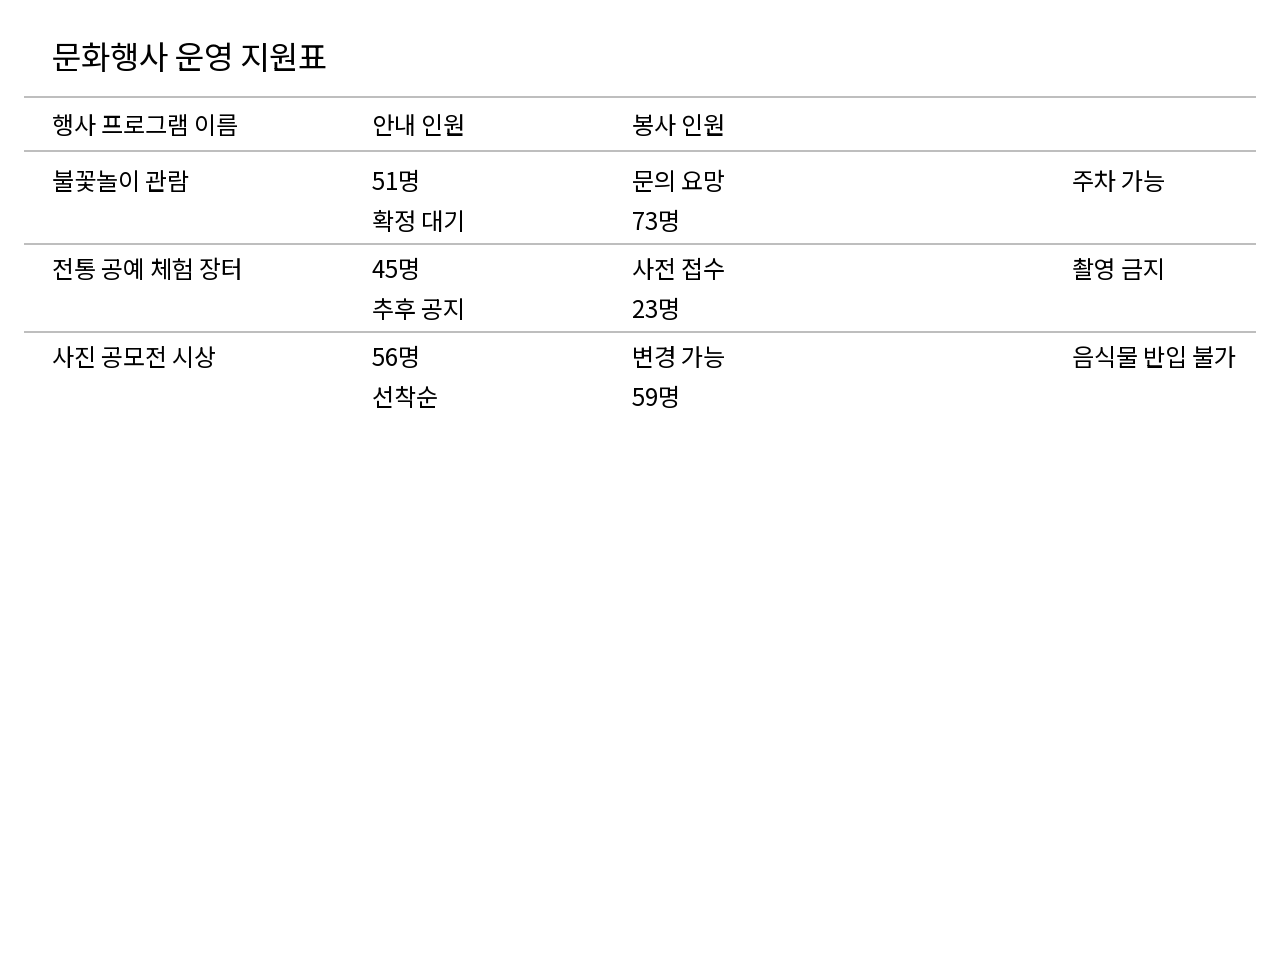 문화행사 운영 지원표
행사 프로그램 이름 안내 인원 봉사 인원
불꽃놀이 관람 51명 문의 요망 주차 가능
확정 대기 73명
전통 공예 체험 장터 45명 사전 접수 촬영 금지
추후 공지 23명
사진 공모전 시상 56명 변경 가능 음식물 반입 불가
선착순 59명